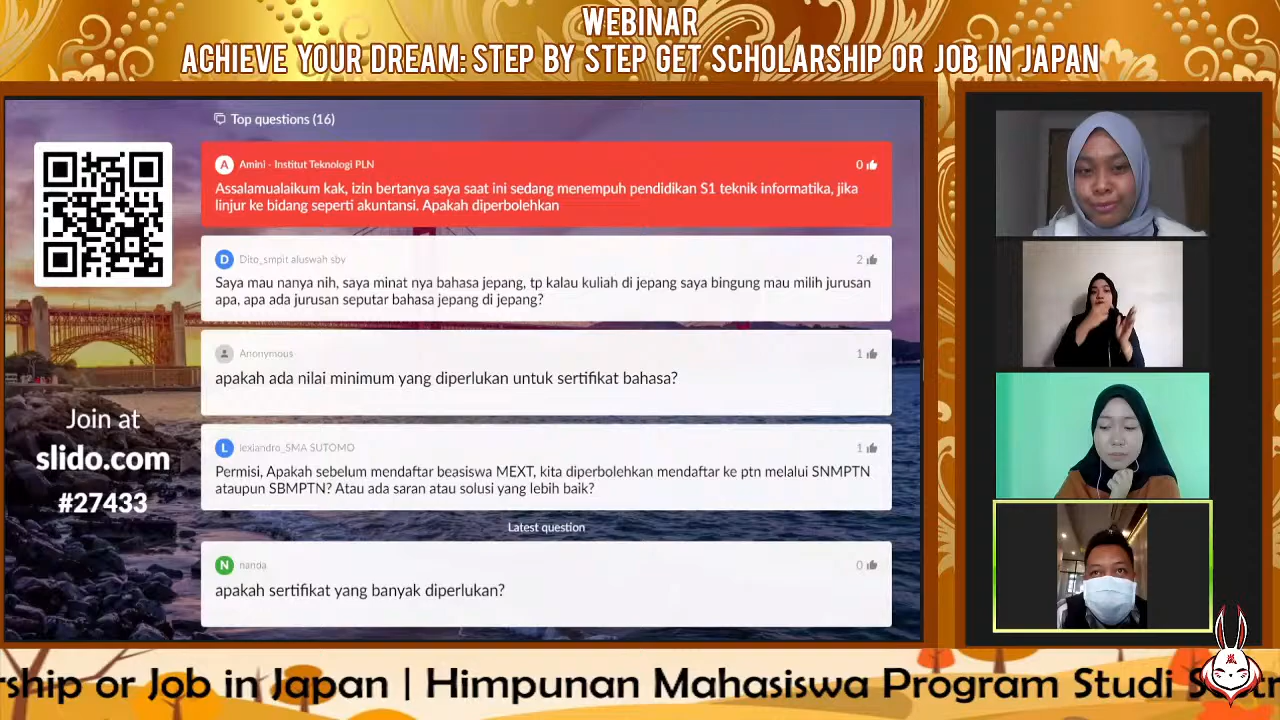 WEBINAR
ACHIEVE YOUR DREAM: STEP BY STEP GET SCHOLARSHIP OR JOB IN JAPAN
Top questions (16)
A Amini - Institut Teknologi PLN 0
Assalamualaikum kak, izin bertanya saya saat ini sedang menempuh pendidikan S1 teknik informatika, jika
linjur ke bidang seperti akuntansi. Apakah diperbolehkan
D Dito_smpit aluswah sby 2
Saya mau nanya nih, saya minat nya bahasa jepang, tp kalau kuliah di jepang saya bingung mau milih jurusan
apa, apa ada jurusan seputar bahasa jepang di jepang?
Anonymous 1
apakah ada nilai minimum yang diperlukan untuk sertifikat bahasa?
L lexiandro_SMA SUTOMO 1
Permisi, Apakah sebelum mendaftar beasiswa MEXT, kita diperbolehkan mendaftar ke ptn melalui SNMPTN
ataupun SBMPTN? Atau ada saran atau solusi yang lebih baik?
Latest question
N nanda 0
apakah sertifikat yang banyak diperlukan?
Join at
slido.com
#27433
ship or Job in Japan | Himpunan Mahasiswa Program Studi